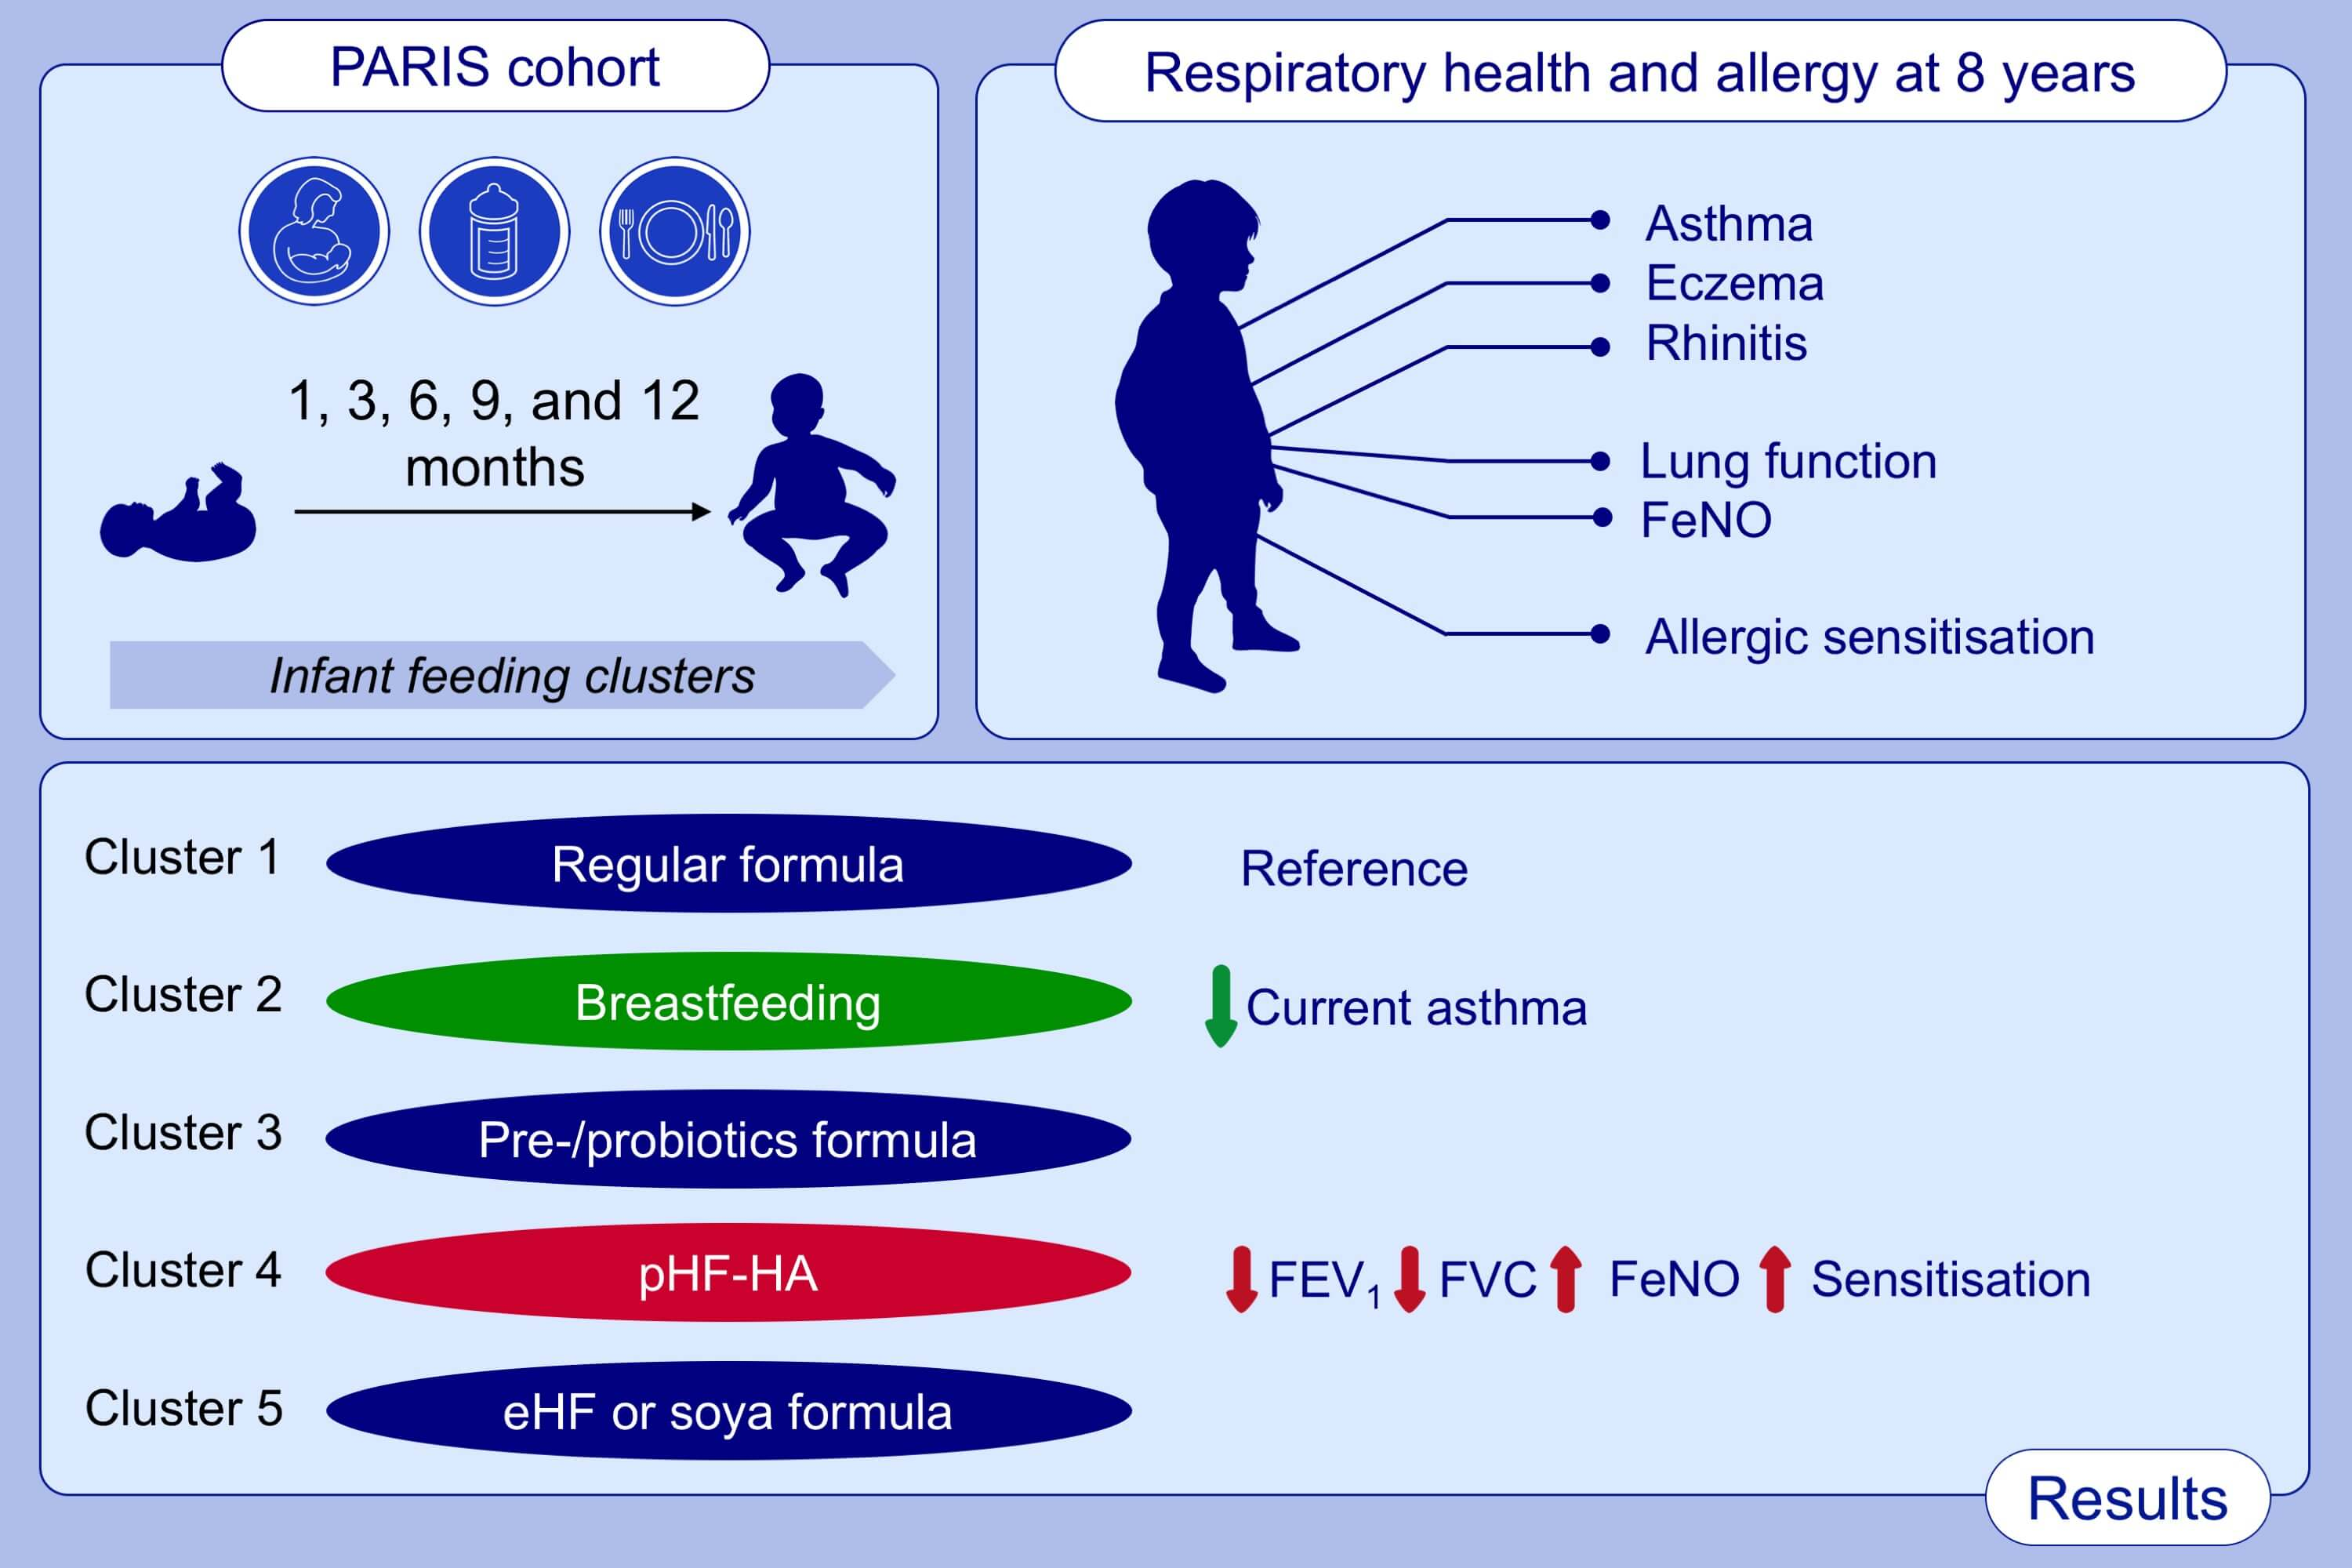 PARIS cohort
1, 3, 6, 9, and 12
months
Infant feeding clusters
Respiratory health and allergy at 8 years
Asthma
Eczema
Rhinitis
Lung function
FeNO
Allergic sensitisation
Cluster 1 Regular formula Reference
Cluster 2 Breastfeeding Current asthma
Cluster 3 Pre-/probiotics formula
Cluster 4 pHF-HA FEV₁ FVC FeNO Sensitisation
Cluster 5 eHF or soya formula
Results